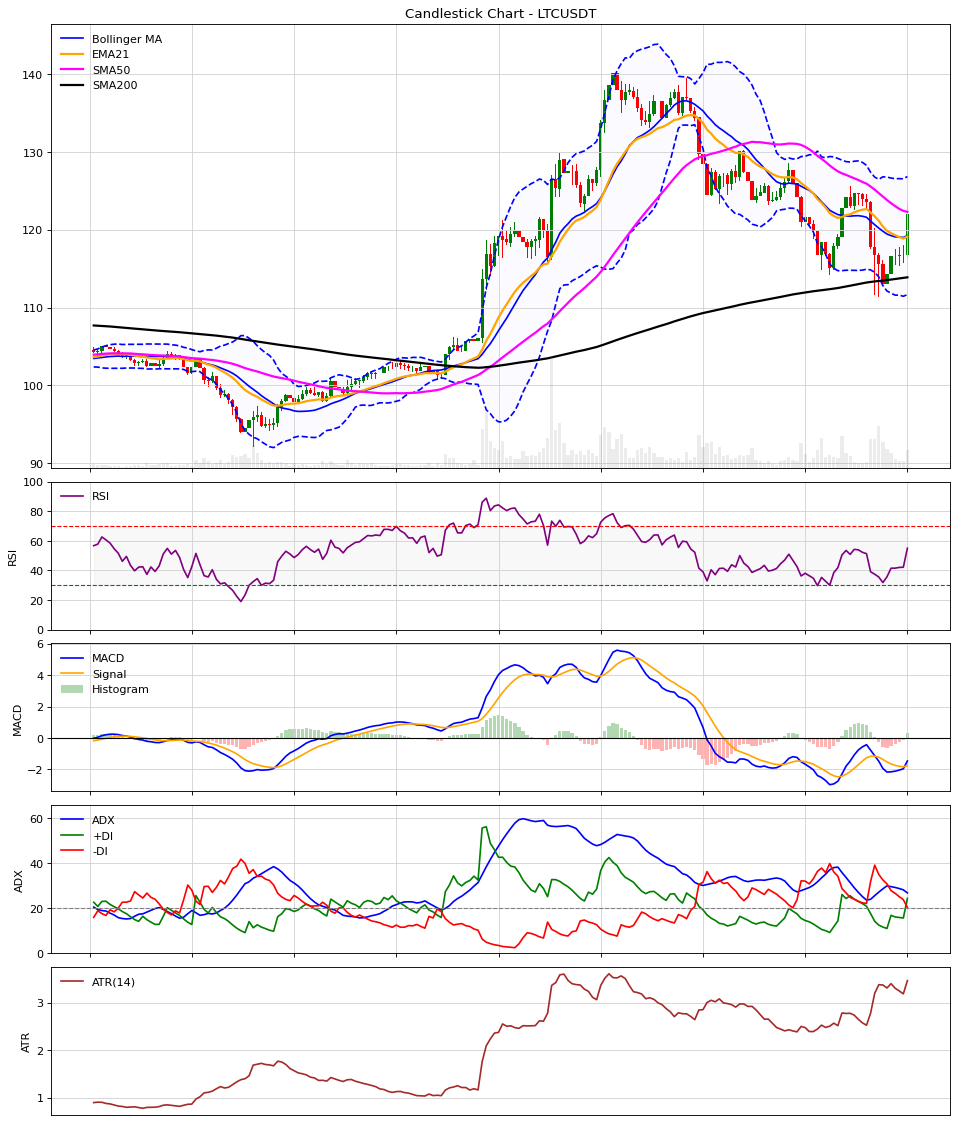 Candlestick Chart - LTCUSDT
Bollinger MA
EMA21
SMA50
SMA200
140
130
120
110
100
90
RSI
100
80
60
40
20
0
RSI
MACD
Signal
Histogram
6
4
2
0
−2
MACD
ADX
+DI
-DI
60
40
20
0
ADX
ATR(14)
3
2
1
ATR